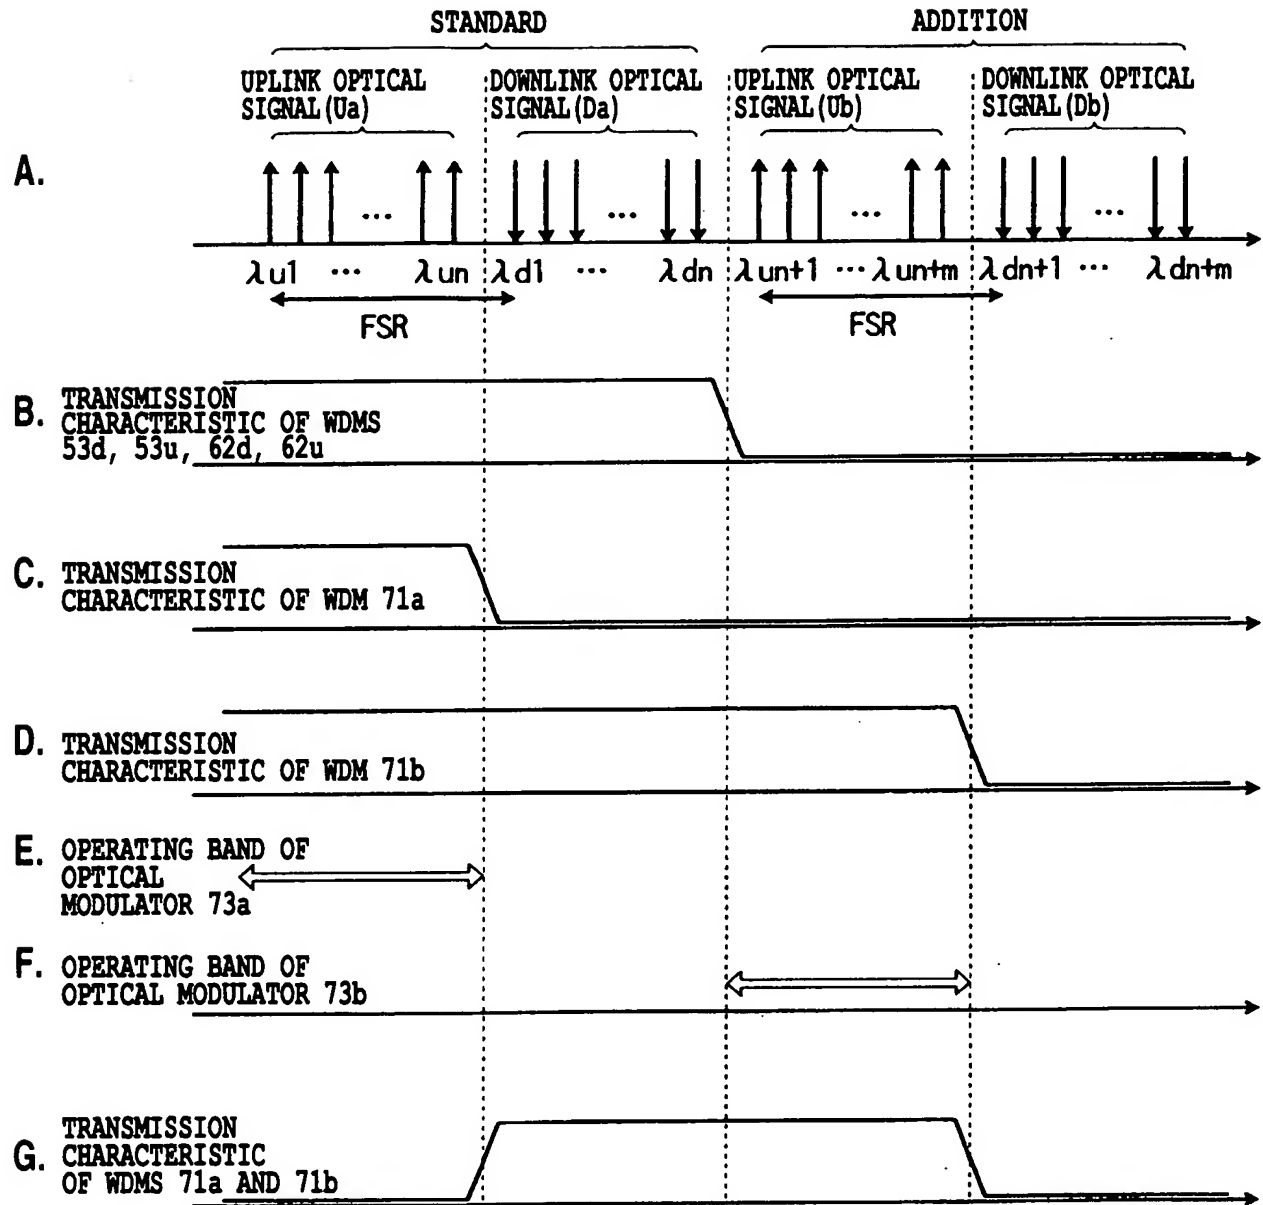 STANDARD
ADDITION
UPLINK OPTICAL
SIGNAL(Ua)
DOWNLINK OPTICAL
SIGNAL(Da)
UPLINK OPTICAL
SIGNAL(Ub)
DOWNLINK OPTICAL
SIGNAL(Db)
A.
... ... ... ...
λu1 ... λun λd1 ... λdn λun+1 ... λun+m λdn+1 ... λdn+m
FSR
FSR
B. TRANSMISSION
CHARACTERISTIC OF WDMS
53d, 53u, 62d, 62u
C. TRANSMISSION
CHARACTERISTIC OF WDM 71a
D. TRANSMISSION
CHARACTERISTIC OF WDM 71b
E. OPERATING BAND OF
OPTICAL
MODULATOR 73a
F. OPERATING BAND OF
OPTICAL MODULATOR 73b
G. TRANSMISSION
CHARACTERISTIC
OF WDMS 71a AND 71b